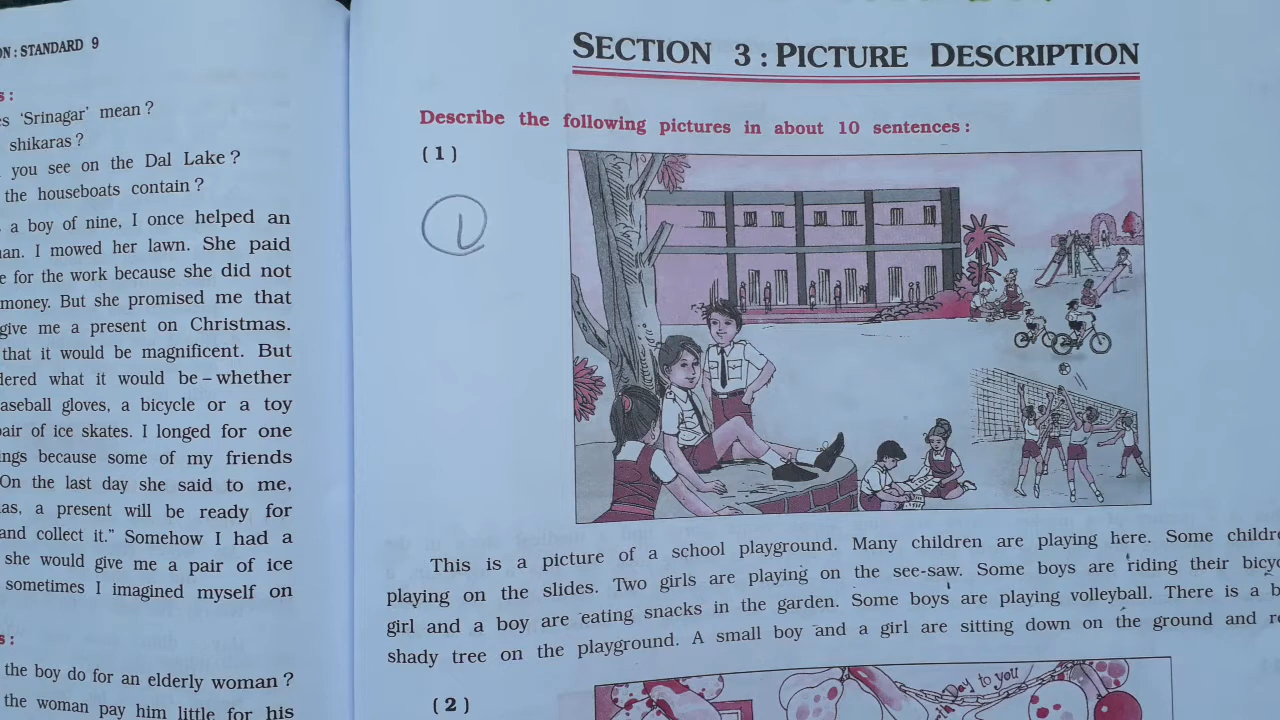 ON : STANDARD 9
s :
es 'Srinagar' mean ?
shikaras ?
you see on the Dal Lake ?
the houseboats contain ?
a boy of nine, I once helped an
man. I mowed her lawn. She paid
e for the work because she did not
money. But she promised me that
give me a present on Christmas.
that it would be magnificent. But
dered what it would be – whether
aseball gloves, a bicycle or a toy
pair of ice skates. I longed for one
ings because some of my friends
On the last day she said to me,
as, a present will be ready for
and collect it." Somehow I had a
she would give me a pair of ice
sometimes I imagined myself on
s :
the boy do for an elderly woman ?
the woman pay him little for his
SECTION 3 : PICTURE DESCRIPTION
Describe the following pictures in about 10 sentences :
( 1 )
1
This is a picture of a school playground. Many children are playing here. Some childre
playing on the slides. Two girls are playing on the see-saw. Some boys are riding their bicyc
girl and a boy are eating snacks in the garden. Some boys are playing volleyball. There is a b
shady tree on the playground. A small boy and a girl are sitting down on the ground and re
( 2 )
Day to you